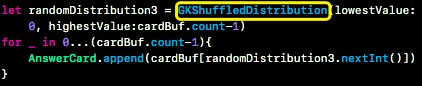 let randomDistribution3 = GKShuffledDistribution(lowestValue:
0, highestValue:cardBuf.count-1)
for _ in 0...(cardBuf.count-1){
AnswerCard.append(cardBuf[randomDistribution3.nextInt()])
}